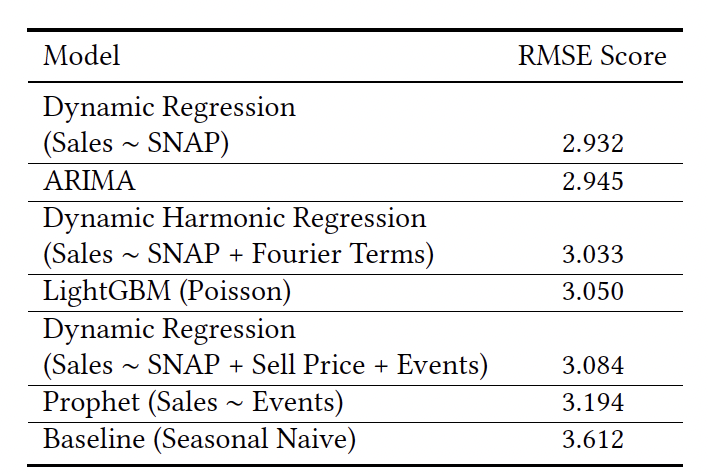 Model RMSE Score
Dynamic Regression
(Sales ~ SNAP) 2.932
ARIMA 2.945
Dynamic Harmonic Regression
(Sales ~ SNAP + Fourier Terms) 3.033
LightGBM (Poisson) 3.050
Dynamic Regression
(Sales ~ SNAP + Sell Price + Events) 3.084
Prophet (Sales ~ Events) 3.194
Baseline (Seasonal Naive) 3.612